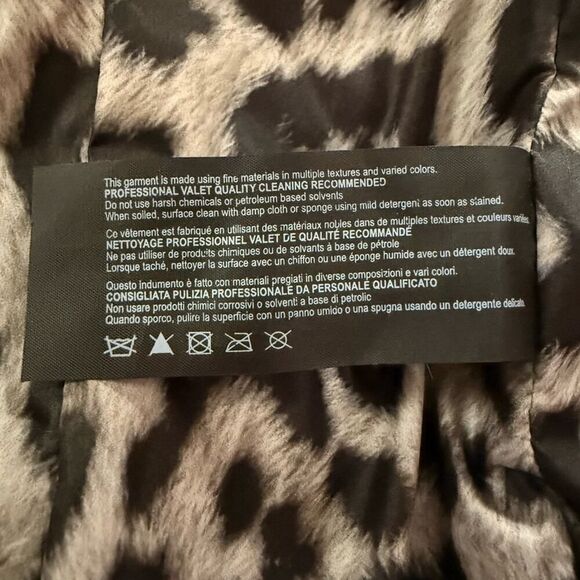 This garment is made using fine materials in multiple textures and varied colors.
PROFESSIONAL VALET QUALITY CLEANING RECOMMENDED
Do not use harsh chemicals or petroleum based solvents
When soiled, surface clean with damp cloth or sponge using mild detergent as soon as stained.
Ce vêtement est fabriqué en utilisant des matériaux nobles dans de multiples textures et couleurs variées.
NETTOYAGE PROFESSIONNEL VALET DE QUALITÉ RECOMMANDÉ
Ne pas utiliser de produits chimiques ou de solvants à base de pétrole
Lorsque taché, nettoyer la surface avec un chiffon ou une éponge humide avec un détergent doux.
Questo indumento è fatto con materiali pregiati in diverse composizioni e vari colori.
CONSIGLIATA PULIZIA PROFESSIONALE DA PERSONALE QUALIFICATO
Non usare prodotti chimici corrosivi o solventi a base di petrolic
Quando sporco, pulire la superficie con un panno umido o una spugna usando un detergente delicato.